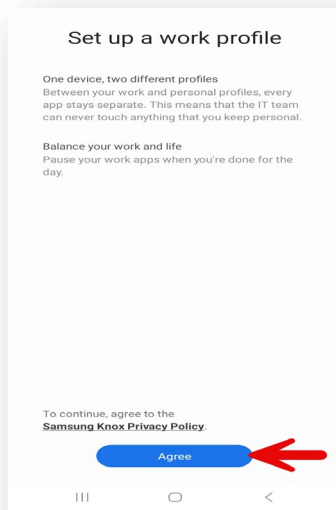 Set up a work profile
One device, two different profiles
Between your work and personal profiles, every
app stays separate. This means that the IT team
can never touch anything that you keep personal.
Balance your work and life
Pause your work apps when you're done for the
day.
To continue, agree to the
Samsung Knox Privacy Policy.
Agree